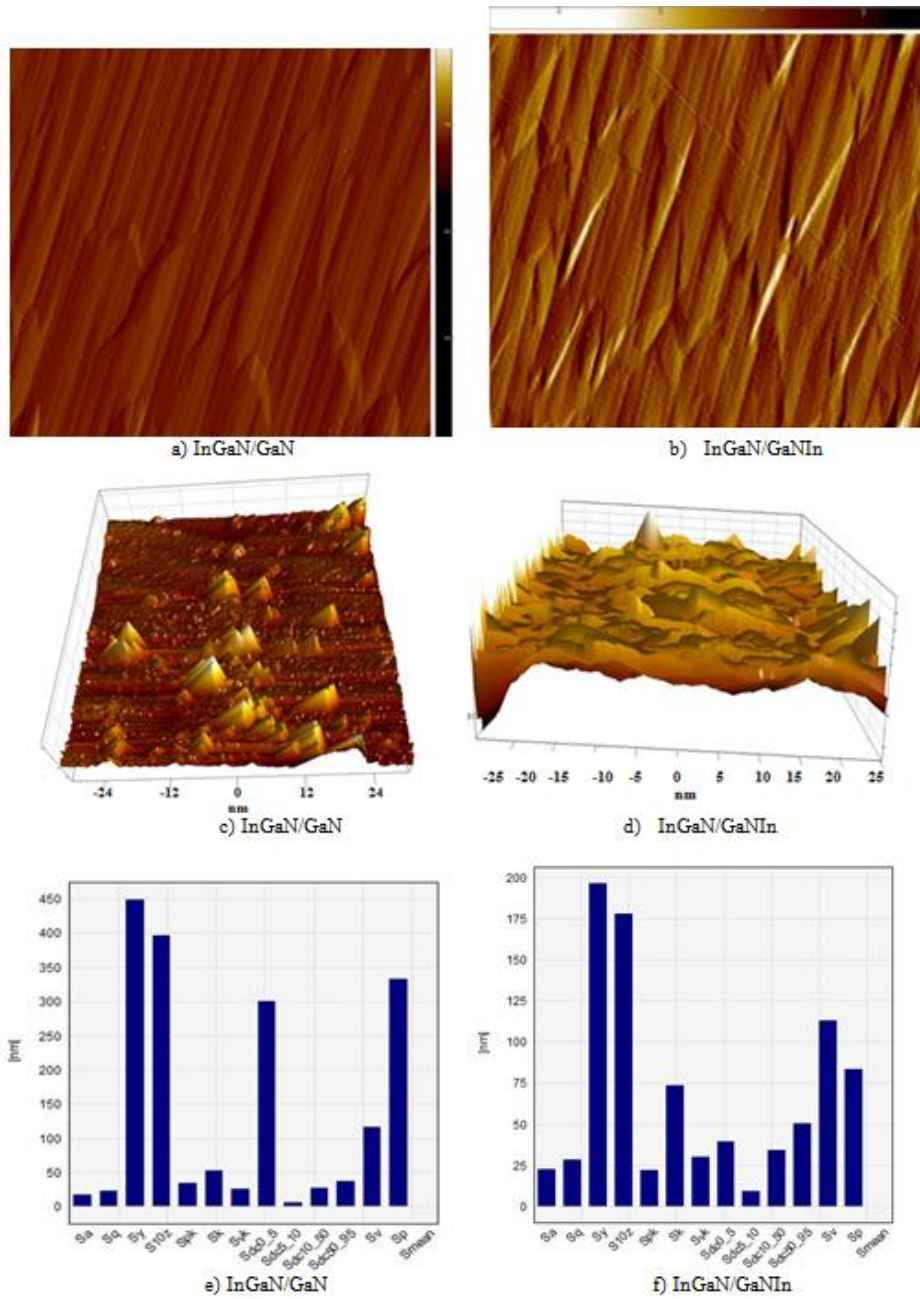 a) InGaN/GaN
b) InGaN/GaNIn
-24 -12 0 12 24
nm
c) InGaN/GaN
-25 -20 -15 -10 -5 0 5 10 15 20 25
nm
d) InGaN/GaNIn
450
400
350
300
250
200
150
100
50
0
[nm]
Sa Sq Sy S10z Spk Sk Svk Sdc0_5 Sdc5_10 Sdc10_50 Sdc50_95 Sv Sp Smean
e) InGaN/GaN
200
175
150
125
100
75
50
25
0
[nm]
Sa Sq Sy S10z Spk Sk Svk Sdc0_5 Sdc5_10 Sdc10_50 Sdc50_95 Sv Sp Smean
f) InGaN/GaNIn